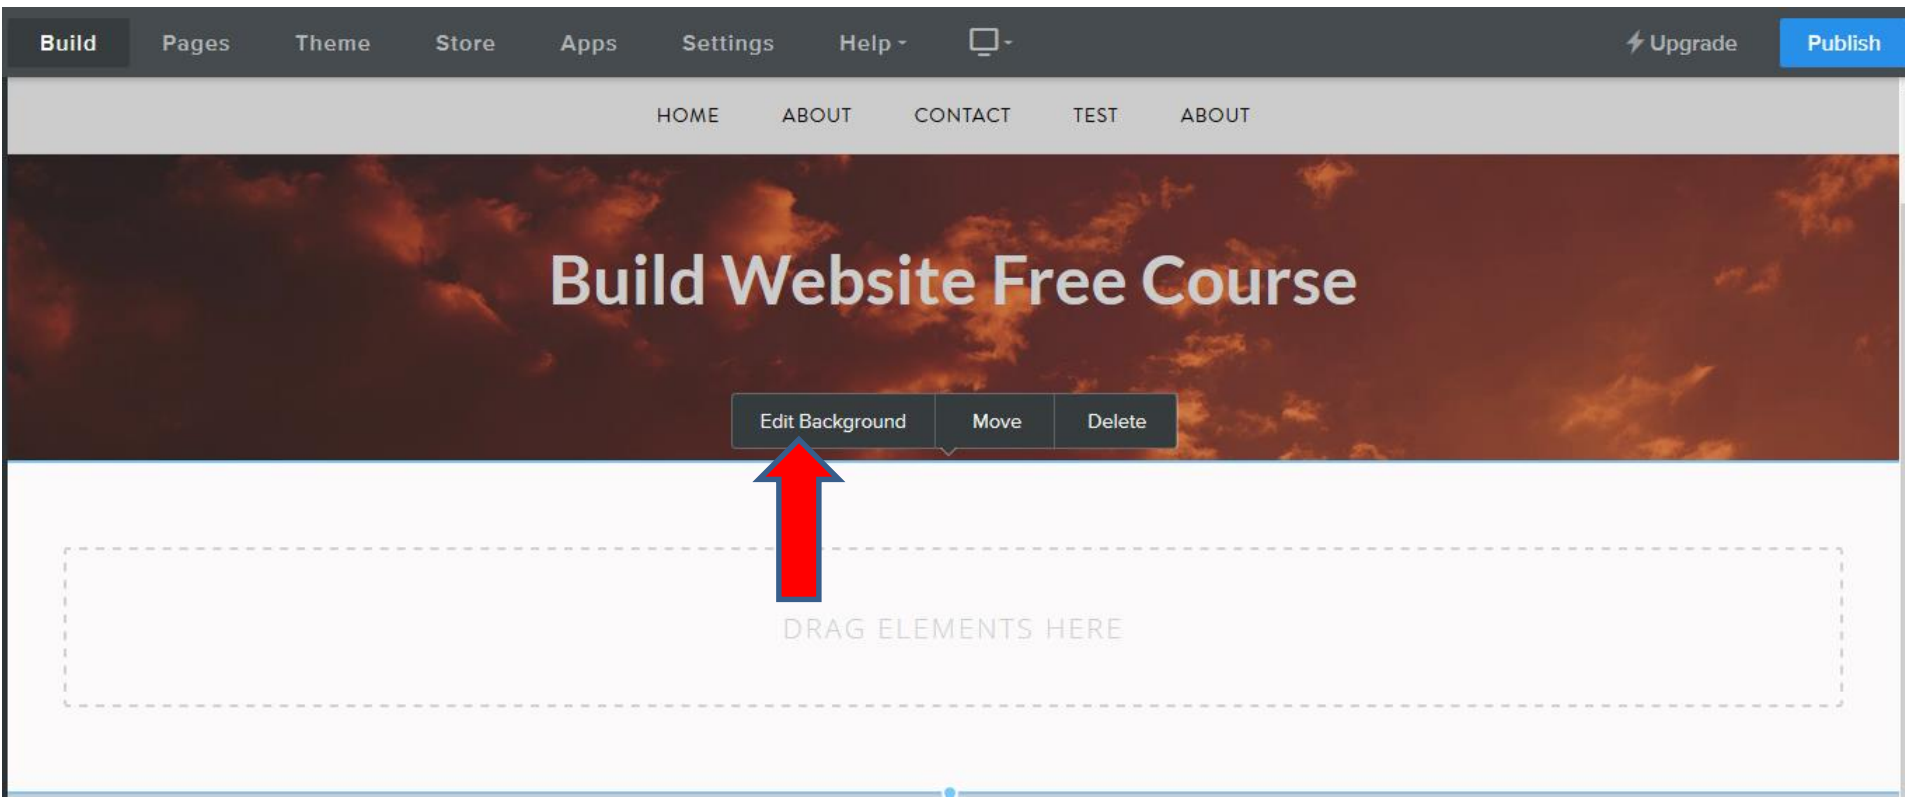 Build Pages Theme Store Apps Settings Help Upgrade Publish
HOME ABOUT CONTACT TEST ABOUT
Build Website Free Course
Edit Background Move Delete
DRAG ELEMENTS HERE